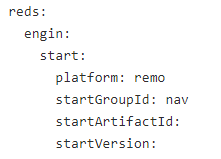 reds:
  engin:
    start:
      platform: remo
      startGroupId: nav
      startArtifactId:
      startVersion: